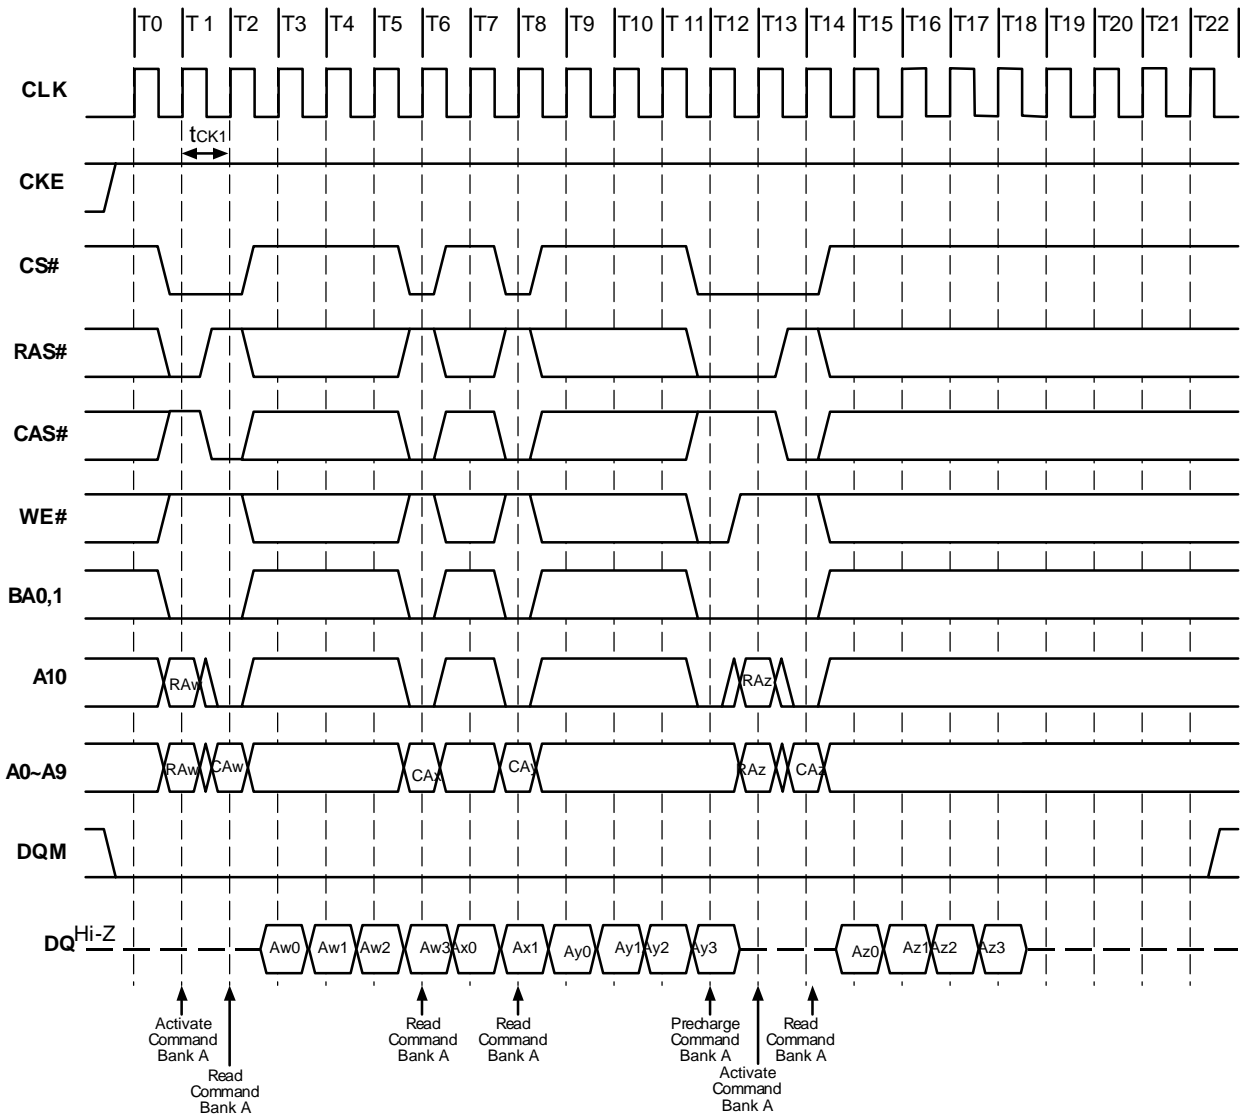 T0 T 1 T2 T3 T4 T5 T6 T7 T8 T9 T10 T 11 T12 T13 T14 T15 T16 T17 T18 T19 T20 T21 T22
CLK
tCK1
CKE
CS#
RAS#
CAS#
WE#
BA0,1
A10
RAw RAz
A0~A9
RAw CAw CAx CAy RAz CAz
DQM
DQ Hi-Z
Aw0 Aw1 Aw2 Aw3 Ax0 Ax1 Ay0 Ay1 Ay2 Ay3 Az0 Az1 Az2 Az3
Activate
Command
Bank A
Read
Command
Bank A
Read
Command
Bank A
Read
Command
Bank A
Precharge
Command
Bank A
Activate
Command
Bank A
Read
Command
Bank A